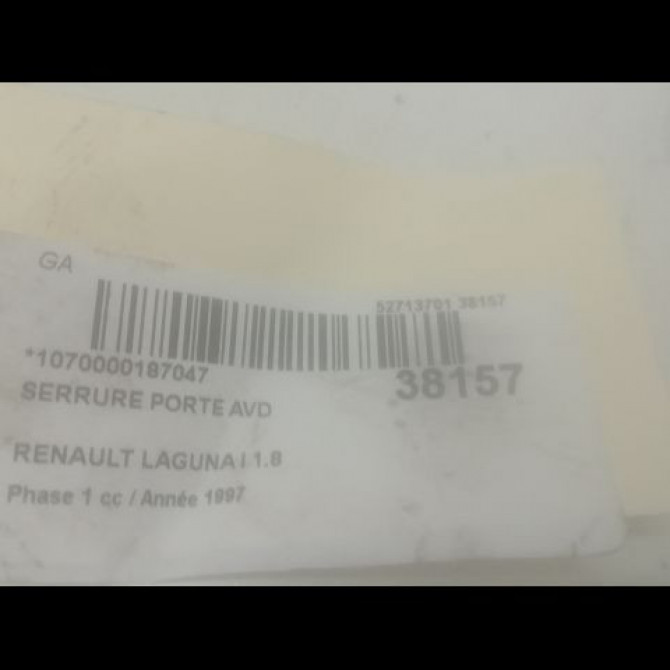 GA
52713701 38157
*1070000187047
38157
SERRURE PORTE AVD
RENAULT LAGUNA I 1.8
Phase 1 cc / Année 1997